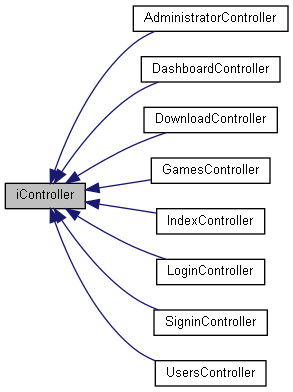 AdministratorController
DashboardController
DownloadController
GamesController
iController
IndexController
LoginController
SigninController
UsersController